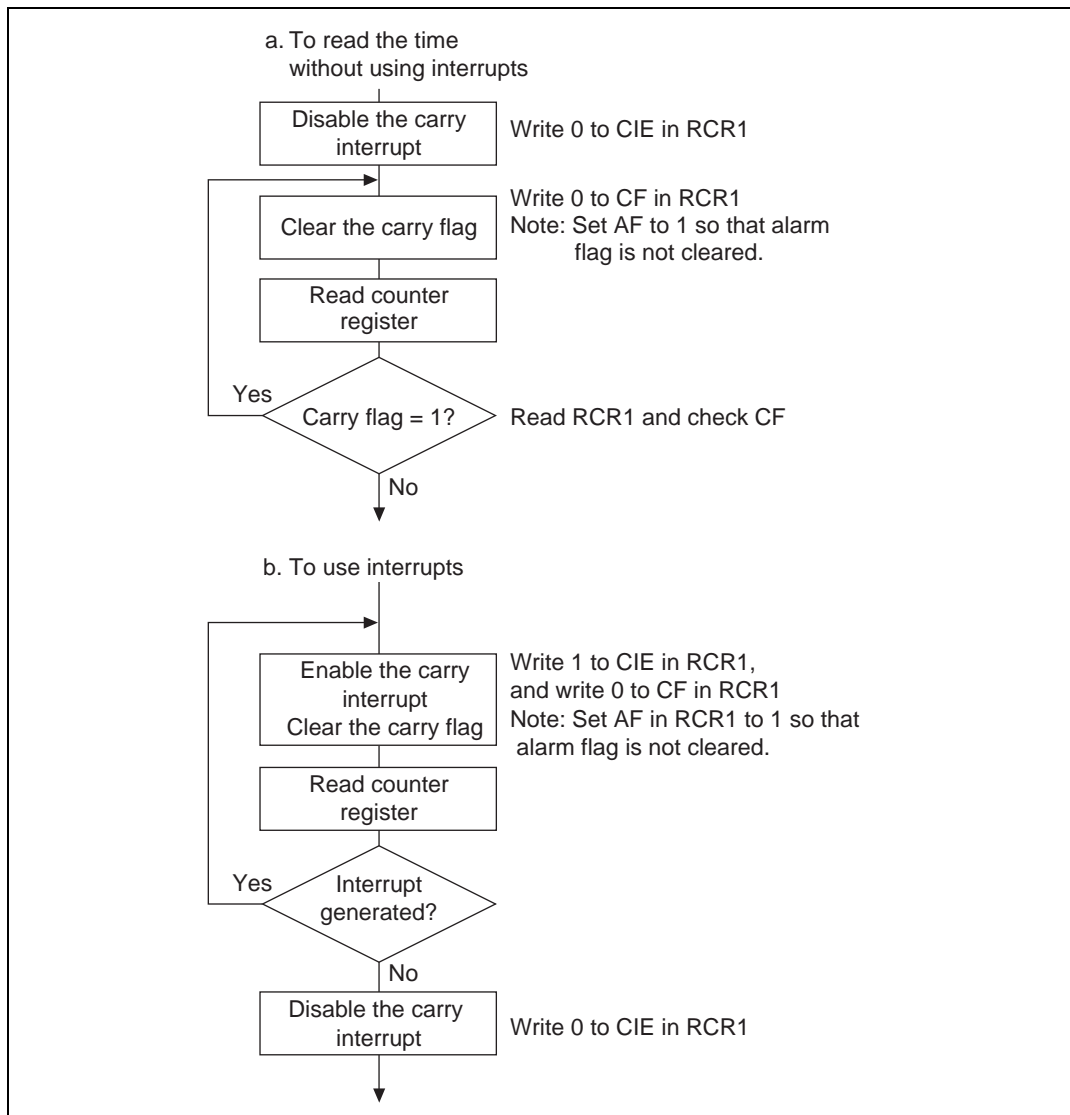 a. To read the time
without using interrupts
Disable the carry
interrupt
Write 0 to CIE in RCR1
Clear the carry flag
Write 0 to CF in RCR1
Note: Set AF to 1 so that alarm
flag is not cleared.
Read counter
register
Yes
Carry flag = 1?
Read RCR1 and check CF
No
b. To use interrupts
Enable the carry
interrupt
Clear the carry flag
Write 1 to CIE in RCR1,
and write 0 to CF in RCR1
Note: Set AF in RCR1 to 1 so that
alarm flag is not cleared.
Read counter
register
Yes
Interrupt
generated?
No
Disable the carry
interrupt
Write 0 to CIE in RCR1